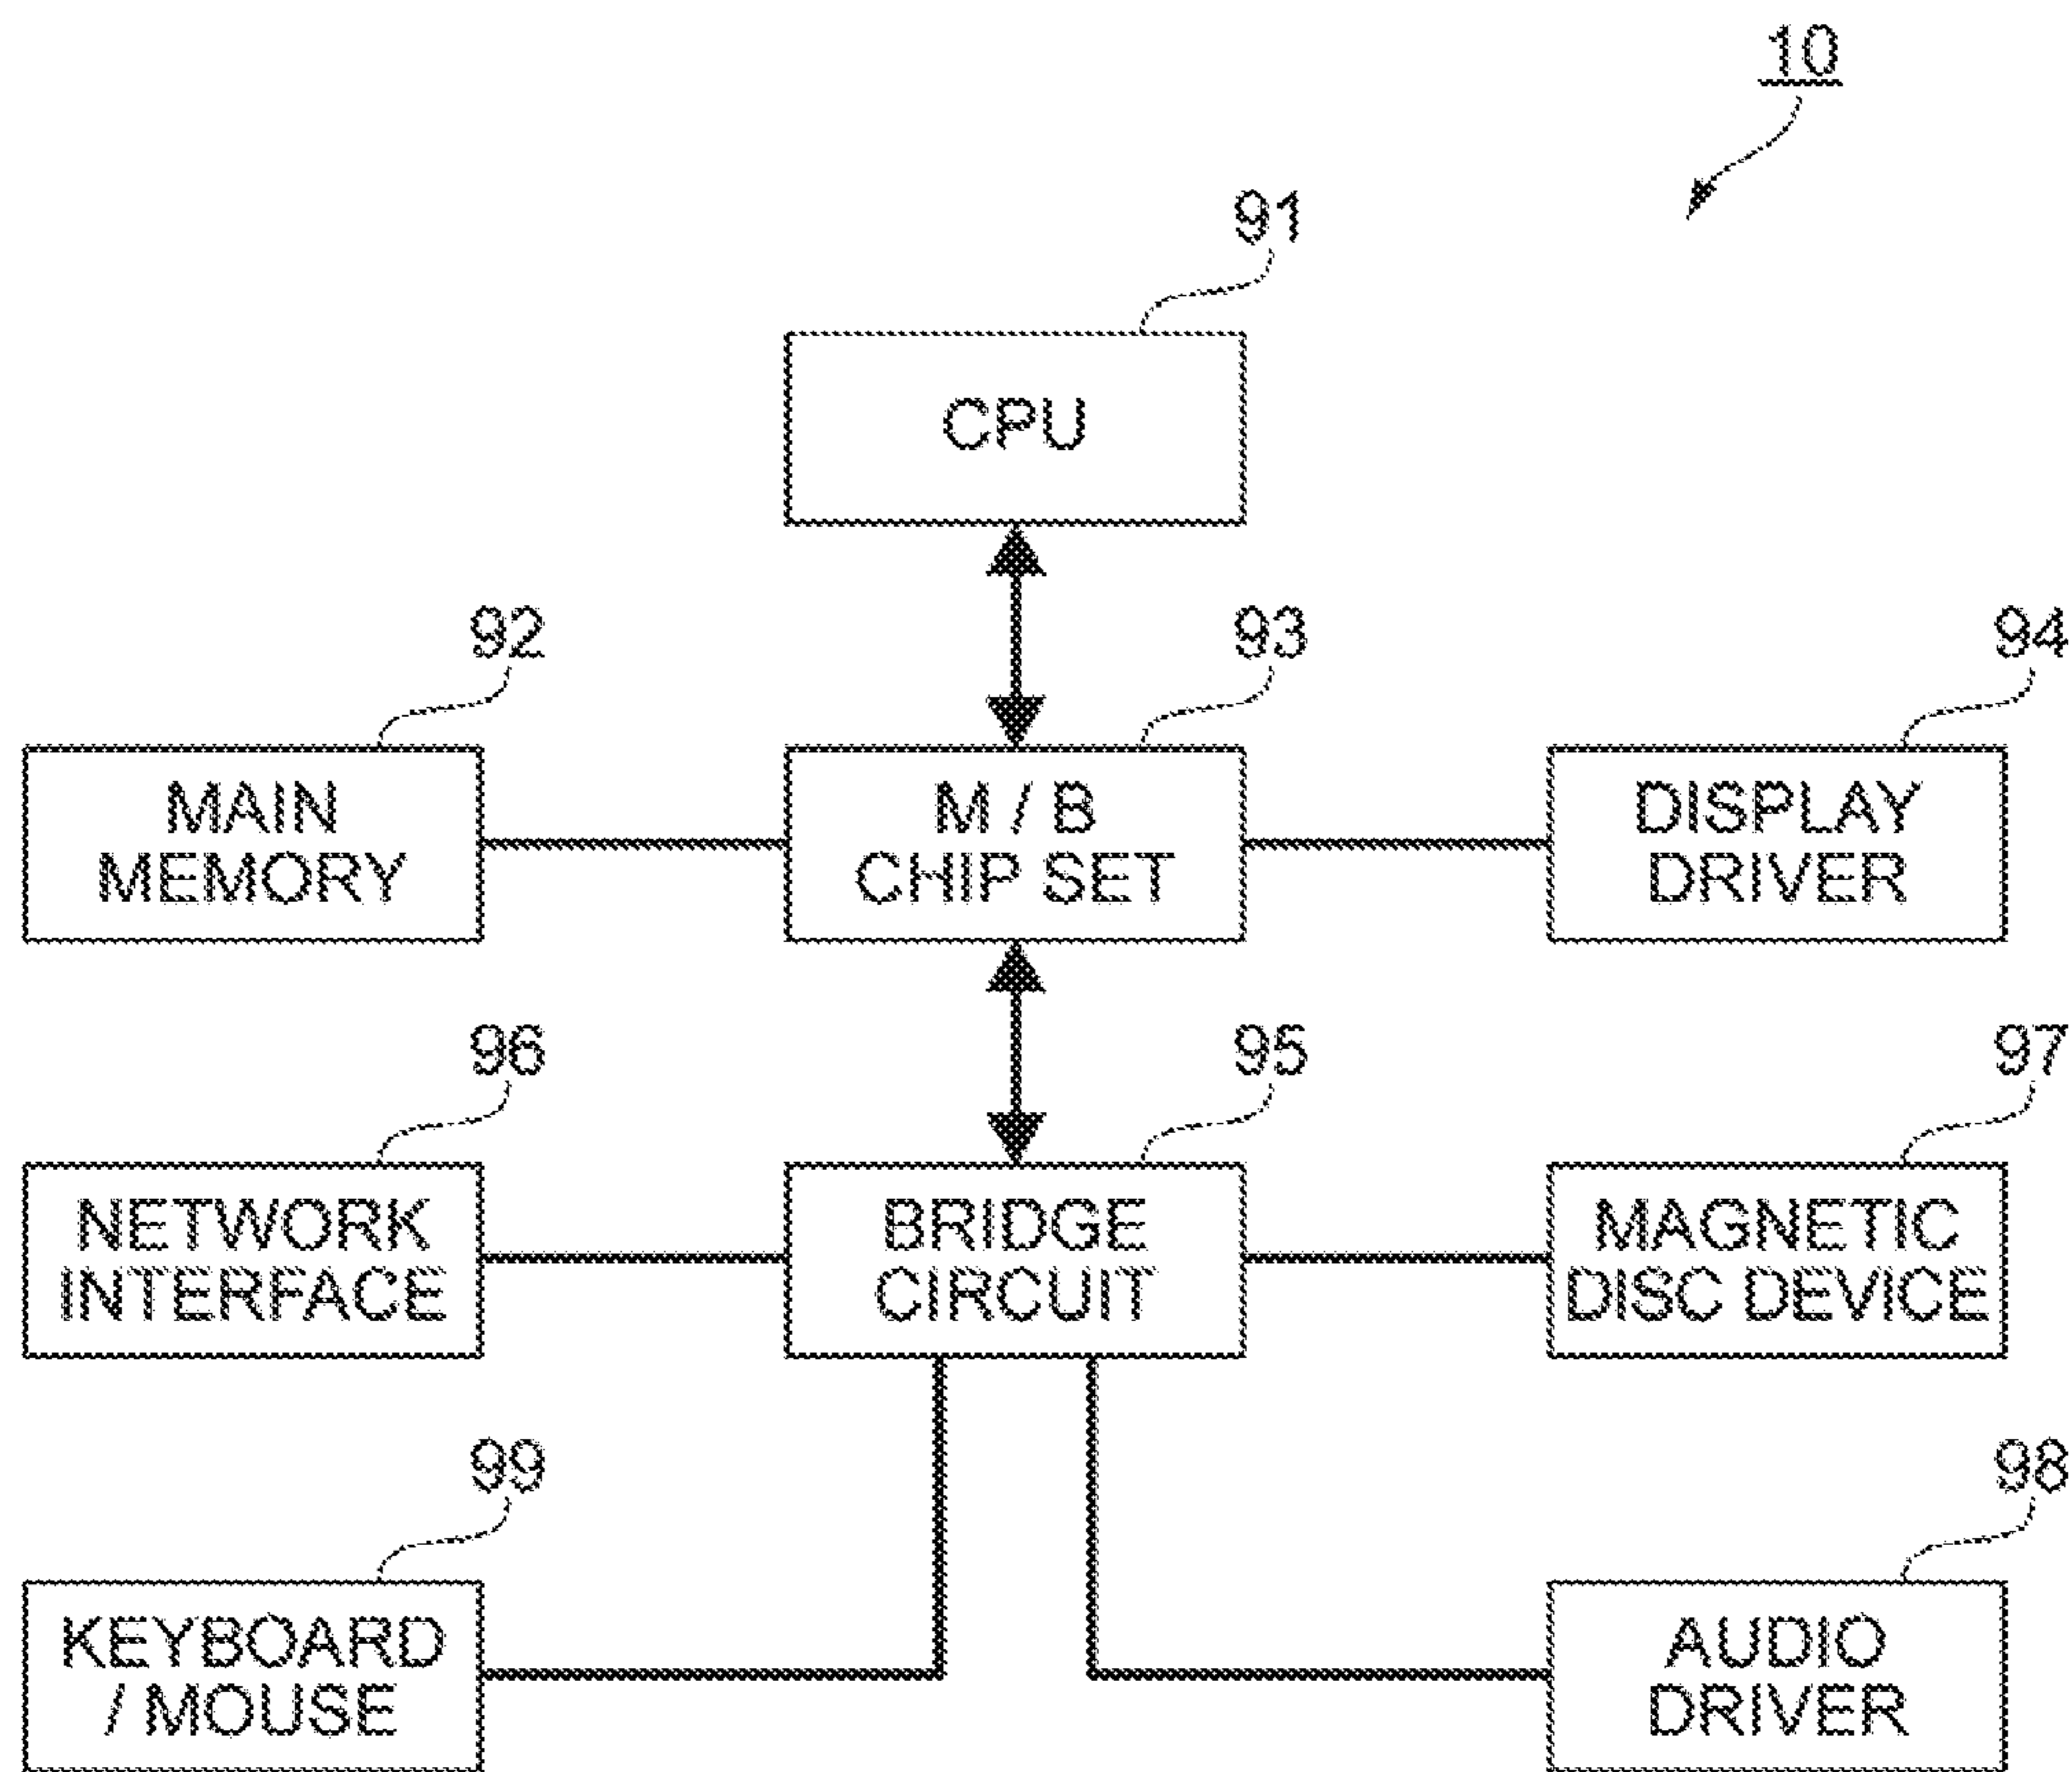 10
91
CPU
92
93
94
MAIN
MEMORY
M / B
CHIP SET
DISPLAY
DRIVER
96
95
97
NETWORK
INTERFACE
BRIDGE
CIRCUIT
MAGNETIC
DISC DEVICE
99
98
KEYBOARD
/ MOUSE
AUDIO
DRIVER